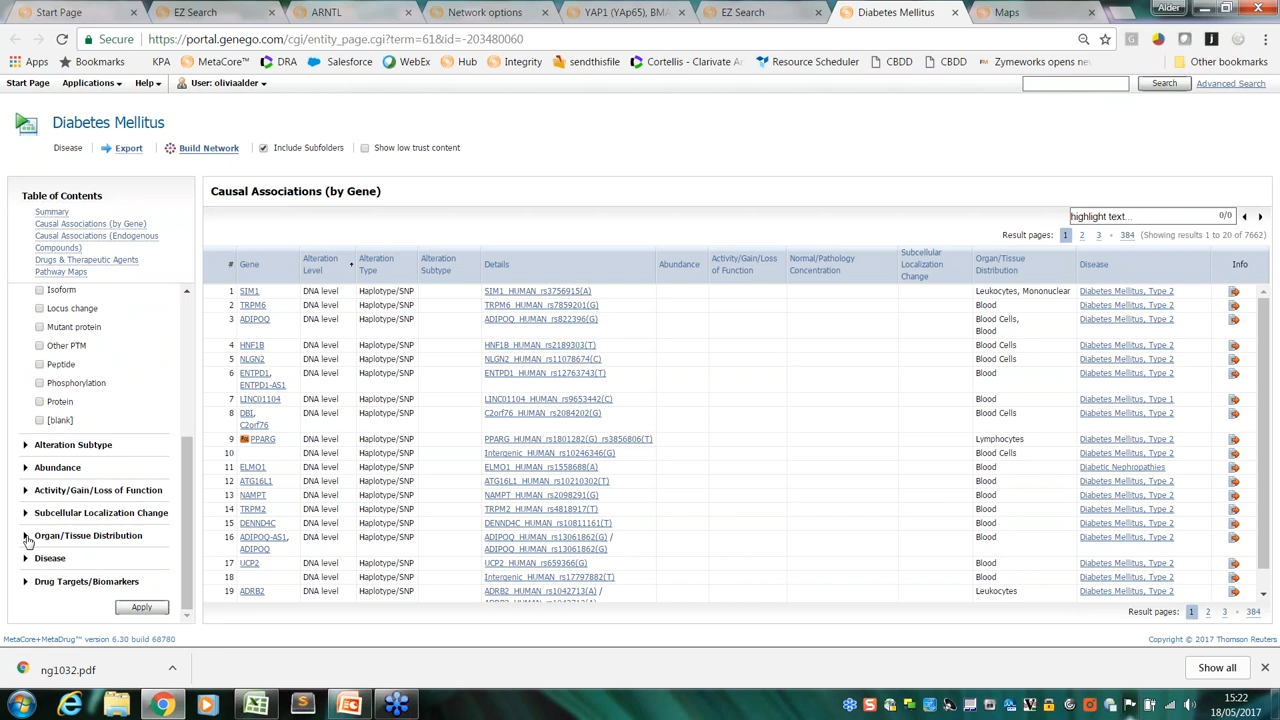 Start Page
EZ Search
ARNTL
Network options
YAP1 (YAp65), BMA
EZ Search
Diabetes Mellitus
Maps
Alder
Secure
https://portal.genego.com/cgi/entity_page.cgi?term=61&id=-203480060
Apps
Bookmarks
KPA
MetaCore™
DRA
Salesforce
WebEx
Hub
Integrity
sendthisfile
Cortellis - Clarivate A
Resource Scheduler
CBDD
CBDD
Zymeworks opens
Other bookmarks
Start Page
Applications
Help
User: oliviaalder
Search
Advanced Search
Diabetes Mellitus
Disease
Export
Build Network
Include Subfolders
Show low trust content
Table of Contents
Summary
Causal Associations (by Gene)
Causal Associations (Endogenous
Compounds)
Drugs & Therapeutic Agents
Pathway Maps
Isoform
Locus change
Mutant protein
Other PTM
Peptide
Phosphorylation
Protein
[blank]
Alteration Subtype
Abundance
Activity/Gain/Loss of Function
Subcellular Localization Change
Organ/Tissue Distribution
Disease
Drug Targets/Biomarkers
Apply
Causal Associations (by Gene)
highlight text... 0/0
Result pages: 1 2 3 • 384 (Showing results 1 to 20 of 7662)
# Gene Alteration Level Alteration Type Alteration Subtype Details Abundance Activity/Gain/Loss of Function Normal/Pathology Concentration Subcellular Localization Change Organ/Tissue Distribution Disease Info
1 SIM1 DNA level Haplotype/SNP SIM1_HUMAN_rs3756915(A) Leukocytes, Mononuclear Diabetes Mellitus, Type 2
2 TRPM6 DNA level Haplotype/SNP TRPM6_HUMAN_rs7859201(G) Blood Diabetes Mellitus, Type 2
3 ADIPOQ DNA level Haplotype/SNP ADIPOQ_HUMAN_rs822396(G) Blood Cells, Diabetes Mellitus, Type 2
Blood
4 HNF1B DNA level Haplotype/SNP HNF1B_HUMAN_rs2189303(T) Blood Cells Diabetes Mellitus, Type 2
5 NLGN2 DNA level Haplotype/SNP NLGN2_HUMAN_rs11078674(C) Blood Cells Diabetes Mellitus, Type 2
6 ENTPD1, DNA level Haplotype/SNP ENTPD1_HUMAN_rs12763743(T) Blood Diabetes Mellitus, Type 2
ENTPD1-AS1
7 LINC01104 DNA level Haplotype/SNP LINC01104_HUMAN_rs9653442(C) Blood Diabetes Mellitus, Type 1
8 DBI, DNA level Haplotype/SNP C2orf76_HUMAN_rs2084202(G) Blood Cells Diabetes Mellitus, Type 2
C2orf76
9 PPARG DNA level Haplotype/SNP PPARG_HUMAN_rs1801282(G)_rs3856806(T) Lymphocytes Diabetes Mellitus, Type 2
10 DNA level Haplotype/SNP Intergenic_HUMAN_rs10246346(G) Blood Cells Diabetes Mellitus, Type 2
11 ELMO1 DNA level Haplotype/SNP ELMO1_HUMAN_rs1558688(A) Blood Diabetic Nephropathies
12 ATG16L1 DNA level Haplotype/SNP ATG16L1_HUMAN_rs10210302(T) Blood Diabetes Mellitus, Type 2
13 NAMPT DNA level Haplotype/SNP NAMPT_HUMAN_rs2098291(G) Blood Diabetes Mellitus, Type 2
14 TRPM2 DNA level Haplotype/SNP TRPM2_HUMAN_rs4818917(T) Blood Diabetes Mellitus, Type 2
15 DENND4C DNA level Haplotype/SNP DENND4C_HUMAN_rs10811161(T) Blood Diabetes Mellitus, Type 2
16 ADIPOQ-AS1, DNA level Haplotype/SNP ADIPOQ_HUMAN_rs13061862(G) / Blood Diabetes Mellitus, Type 2
ADIPOQ ADIPOQ_HUMAN_rs13061862(G)
17 UCP2 DNA level Haplotype/SNP UCP2_HUMAN_rs659366(G) Blood Diabetes Mellitus, Type 2
18 DNA level Haplotype/SNP Intergenic_HUMAN_rs17797882(T) Blood Diabetes Mellitus, Type 2
19 ADRB2 DNA level Haplotype/SNP ADRB2_HUMAN_rs1042713(A) / Leukocytes Diabetes Mellitus, Type 2
Result pages: 1 2 3 • 384
MetaCore+MetaDrug™ version 6.30 build 68780
Copyright © 2017 Thomson Reuters
ng1032.pdf
Show all
15:22
18/05/2017